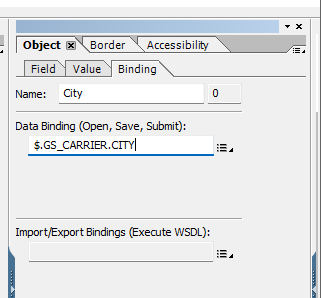 Object Border Accessibility
Field Value Binding
Name: City 0
Data Binding (Open, Save, Submit):
$.GS_CARRIER.CITY
Import/Export Bindings (Execute WSDL):